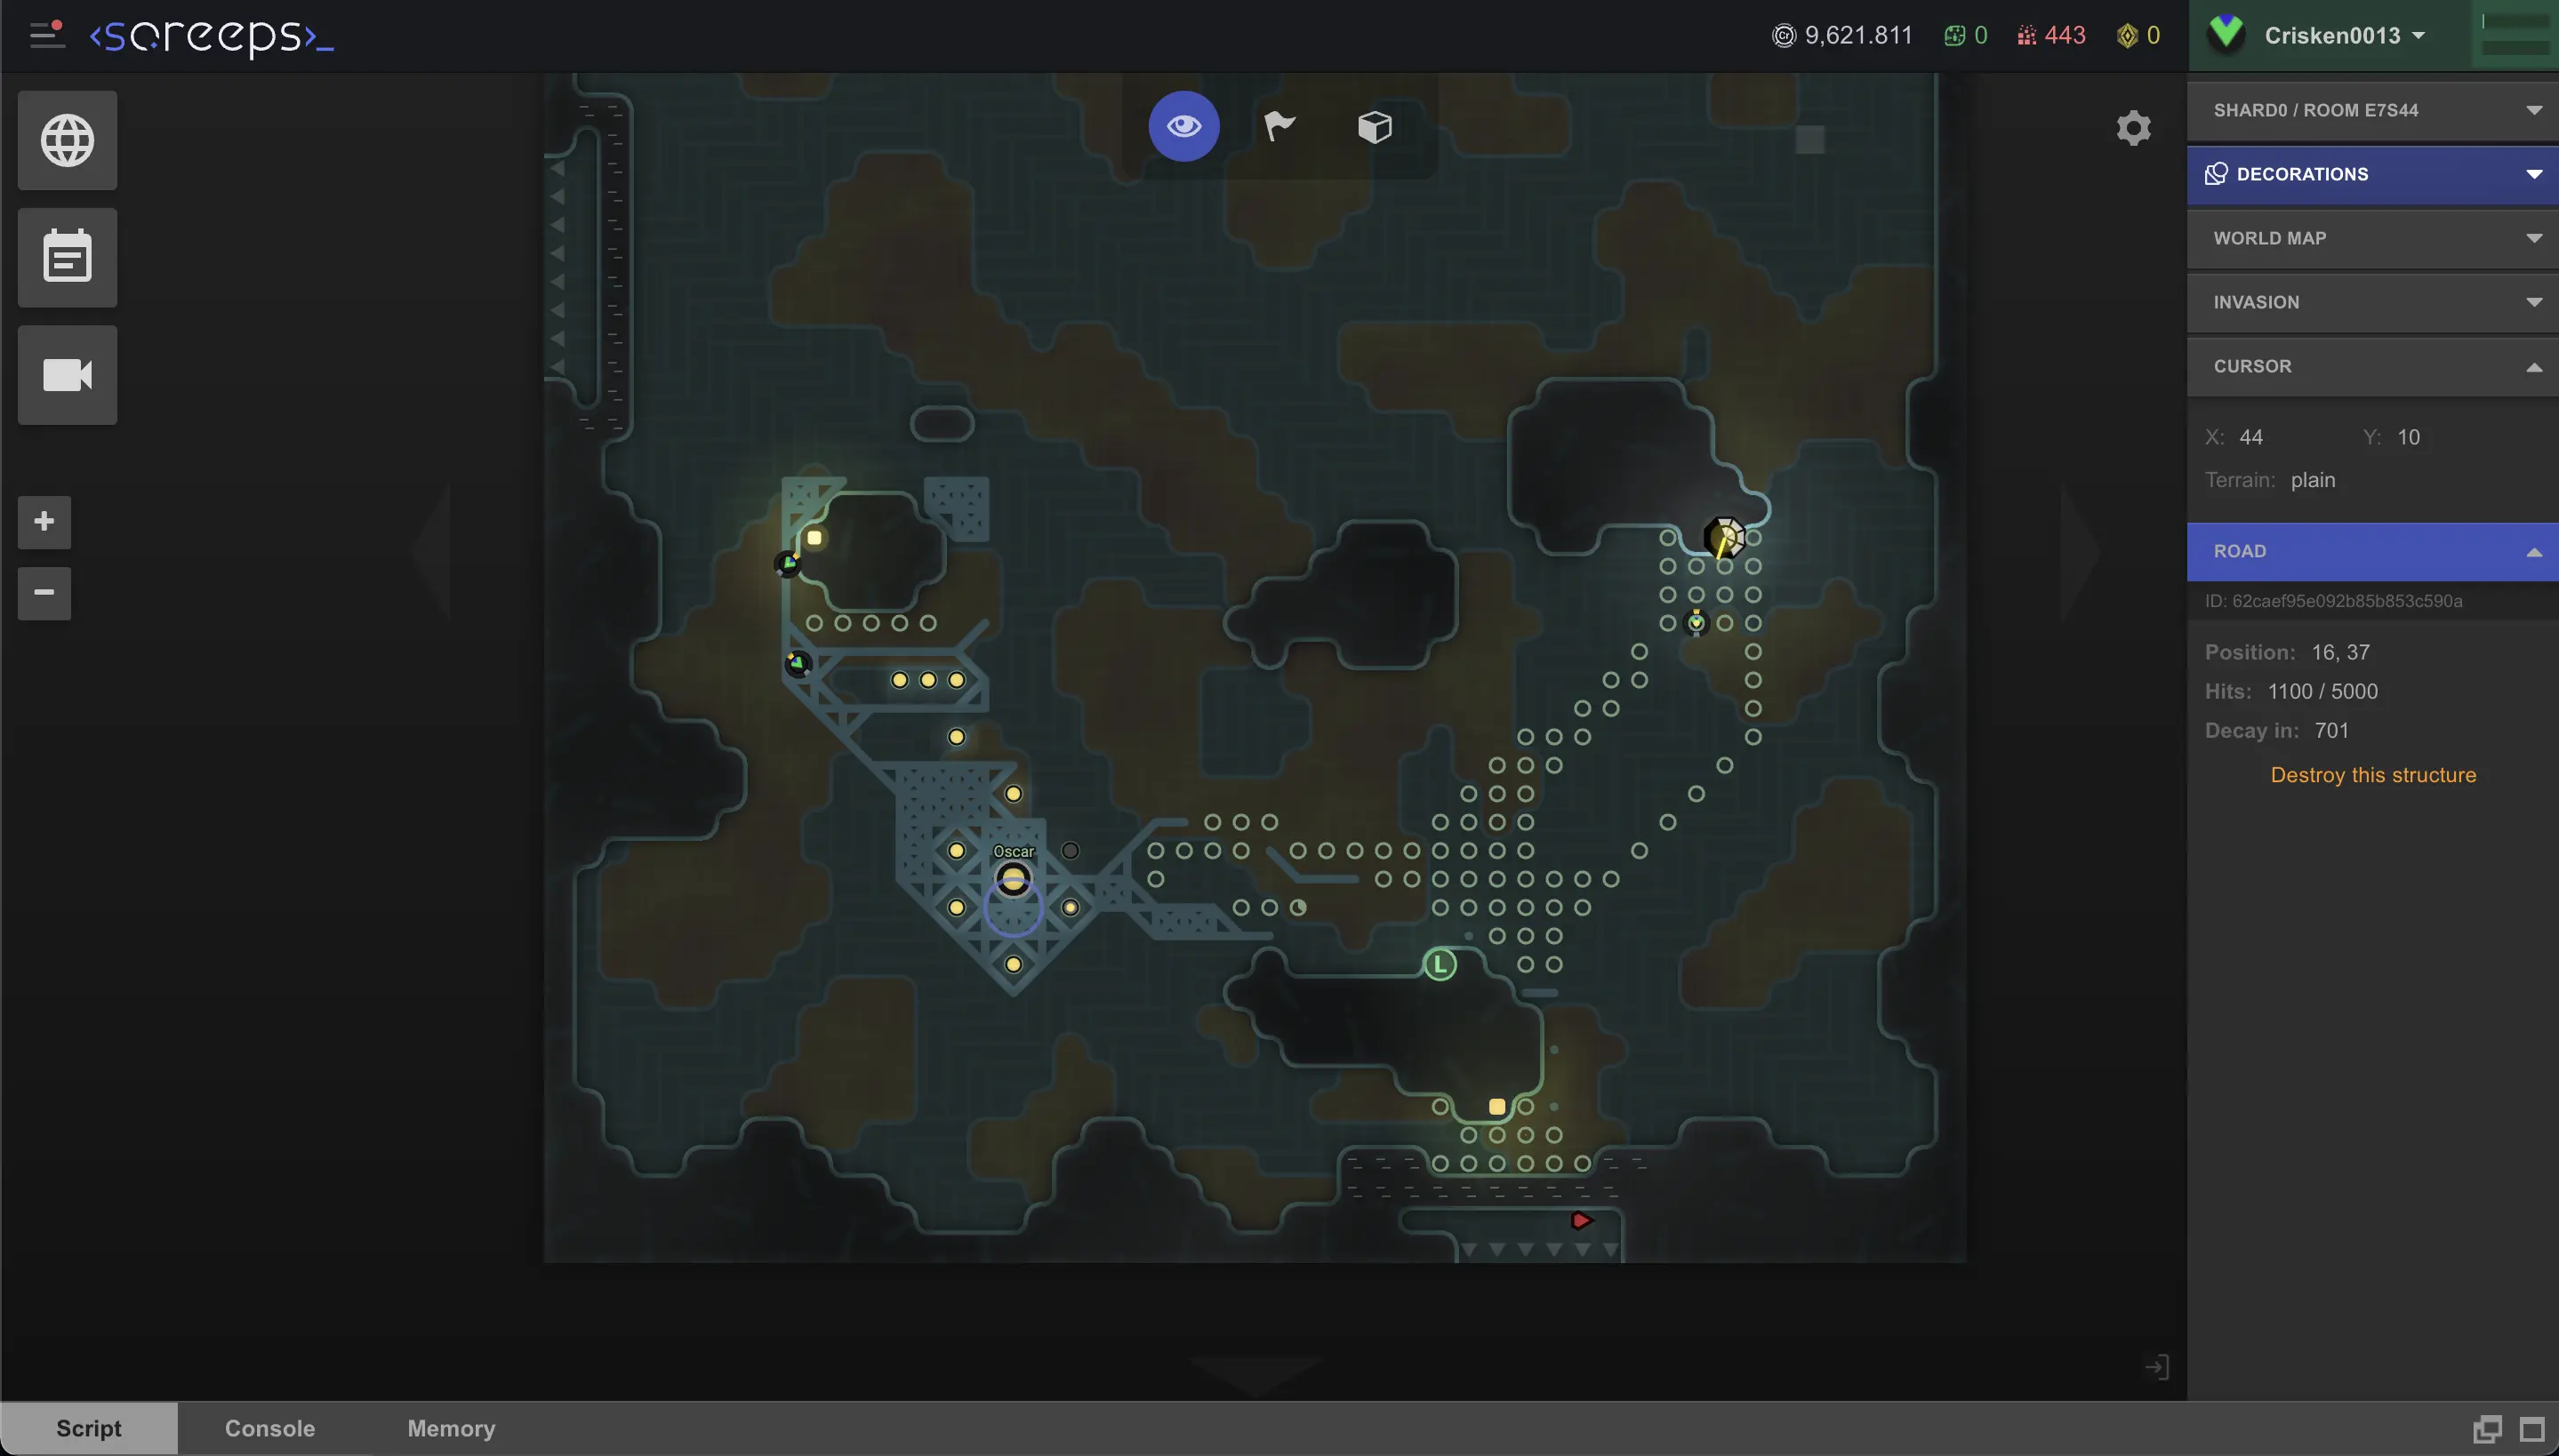 <screeps>_
9,621.811
0
443
0
Crisken0013
SHARD0 / ROOM E7S44
DECORATIONS
WORLD MAP
INVASION
CURSOR
X: 44 Y: 10
Terrain: plain
ROAD
ID: 62caef95e092b85b853c590a
Position: 16, 37
Hits: 1100 / 5000
Decay in: 701
Destroy this structure
Oscar
L
Script Console Memory